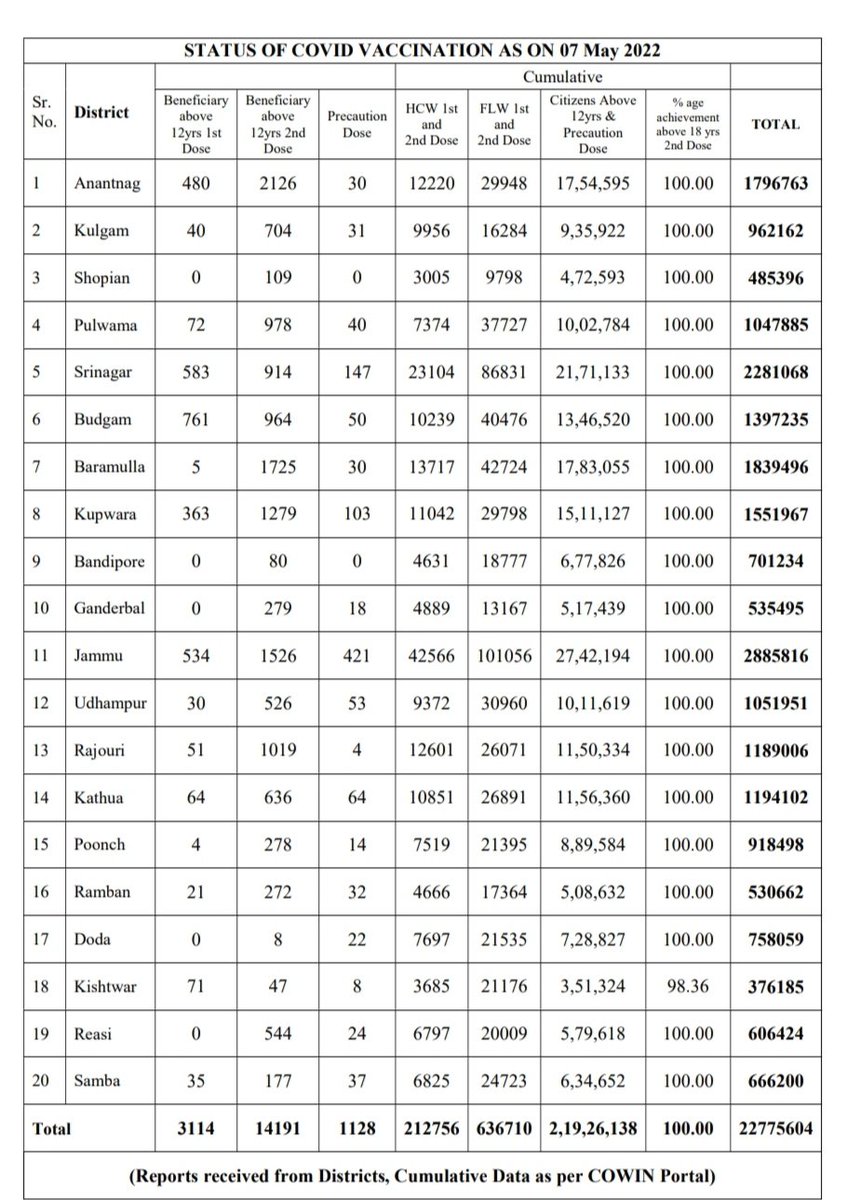 STATUS OF COVID VACCINATION AS ON 07 May 2022
Cumulative
Sr. No. District Beneficiary above 12yrs 1st Dose Beneficiary above 12yrs 2nd Dose Precaution Dose HCW 1st and 2nd Dose FLW 1st and 2nd Dose Citizens Above 12yrs & Precaution Dose % age achievement above 18 yrs 2nd Dose TOTAL
1 Anantnag 480 2126 30 12220 29948 17,54,595 100.00 1796763
2 Kulgam 40 704 31 9956 16284 9,35,922 100.00 962162
3 Shopian 0 109 0 3005 9798 4,72,593 100.00 485396
4 Pulwama 72 978 40 7374 37727 10,02,784 100.00 1047885
5 Srinagar 583 914 147 23104 86831 21,71,133 100.00 2281068
6 Budgam 761 964 50 10239 40476 13,46,520 100.00 1397235
7 Baramulla 5 1725 30 13717 42724 17,83,055 100.00 1839496
8 Kupwara 363 1279 103 11042 29798 15,11,127 100.00 1551967
9 Bandipore 0 80 0 4631 18777 6,77,826 100.00 701234
10 Ganderbal 0 279 18 4889 13167 5,17,439 100.00 535495
11 Jammu 534 1526 421 42566 101056 27,42,194 100.00 2885816
12 Udhampur 30 526 53 9372 30960 10,11,619 100.00 1051951
13 Rajouri 51 1019 4 12601 26071 11,50,334 100.00 1189006
14 Kathua 64 636 64 10851 26891 11,56,360 100.00 1194102
15 Poonch 4 278 14 7519 21395 8,89,584 100.00 918498
16 Ramban 21 272 32 4666 17364 5,08,632 100.00 530662
17 Doda 0 8 22 7697 21535 7,28,827 100.00 758059
18 Kishtwar 71 47 8 3685 21176 3,51,324 98.36 376185
19 Reasi 0 544 24 6797 20009 5,79,618 100.00 606424
20 Samba 35 177 37 6825 24723 6,34,652 100.00 666200
Total 3114 14191 1128 212756 636710 2,19,26,138 100.00 22775604
(Reports received from Districts, Cumulative Data as per COWIN Portal)